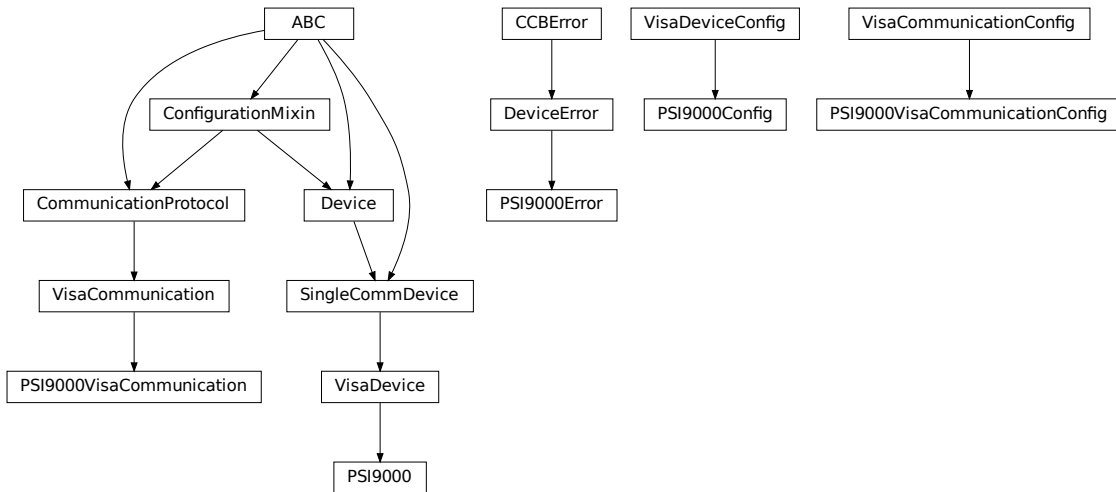 ABC
CCBError
VisaDeviceConfig
VisaCommunicationConfig
ConfigurationMixin
DeviceError
PSI9000Config
PSI9000VisaCommunicationConfig
CommunicationProtocol
Device
PSI9000Error
VisaCommunication
SingleCommDevice
PSI9000VisaCommunication
VisaDevice
PSI9000